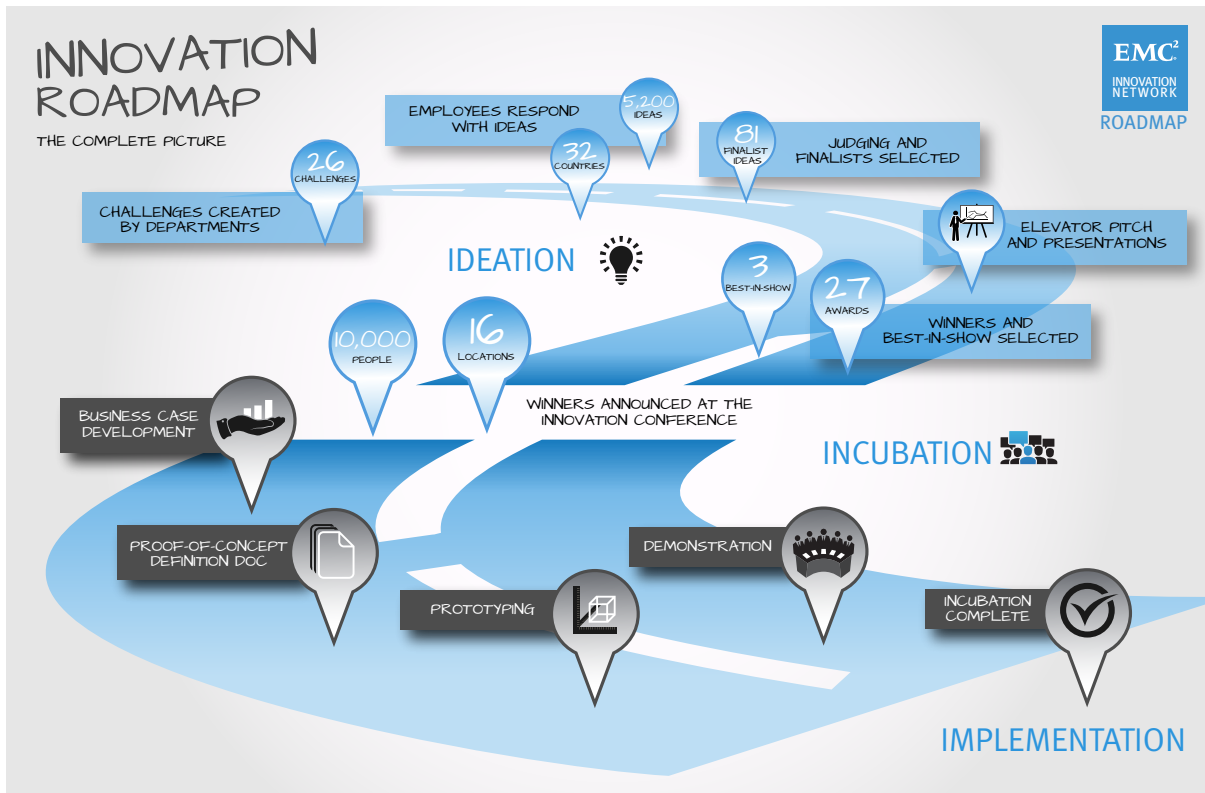 INNOVATION
ROADMAP
THE COMPLETE PICTURE
EMC²
INNOVATION
NETWORK
ROADMAP
26
CHALLENGES
CHALLENGES CREATED
BY DEPARTMENTS
EMPLOYEES RESPOND
WITH IDEAS
32
COUNTRIES
5,200
IDEAS
81
FINALIST
IDEAS
JUDGING AND
FINALISTS SELECTED
ELEVATOR PITCH
AND PRESENTATIONS
IDEATION
3
BEST-IN-SHOW
27
AWARDS
WINNERS AND
BEST-IN-SHOW SELECTED
10,000
PEOPLE
16
LOCATIONS
WINNERS ANNOUNCED AT THE
INNOVATION CONFERENCE
INCUBATION
BUSINESS CASE
DEVELOPMENT
PROOF-OF-CONCEPT
DEFINITION DOC
PROTOTYPING
DEMONSTRATION
INCUBATION
COMPLETE
IMPLEMENTATION